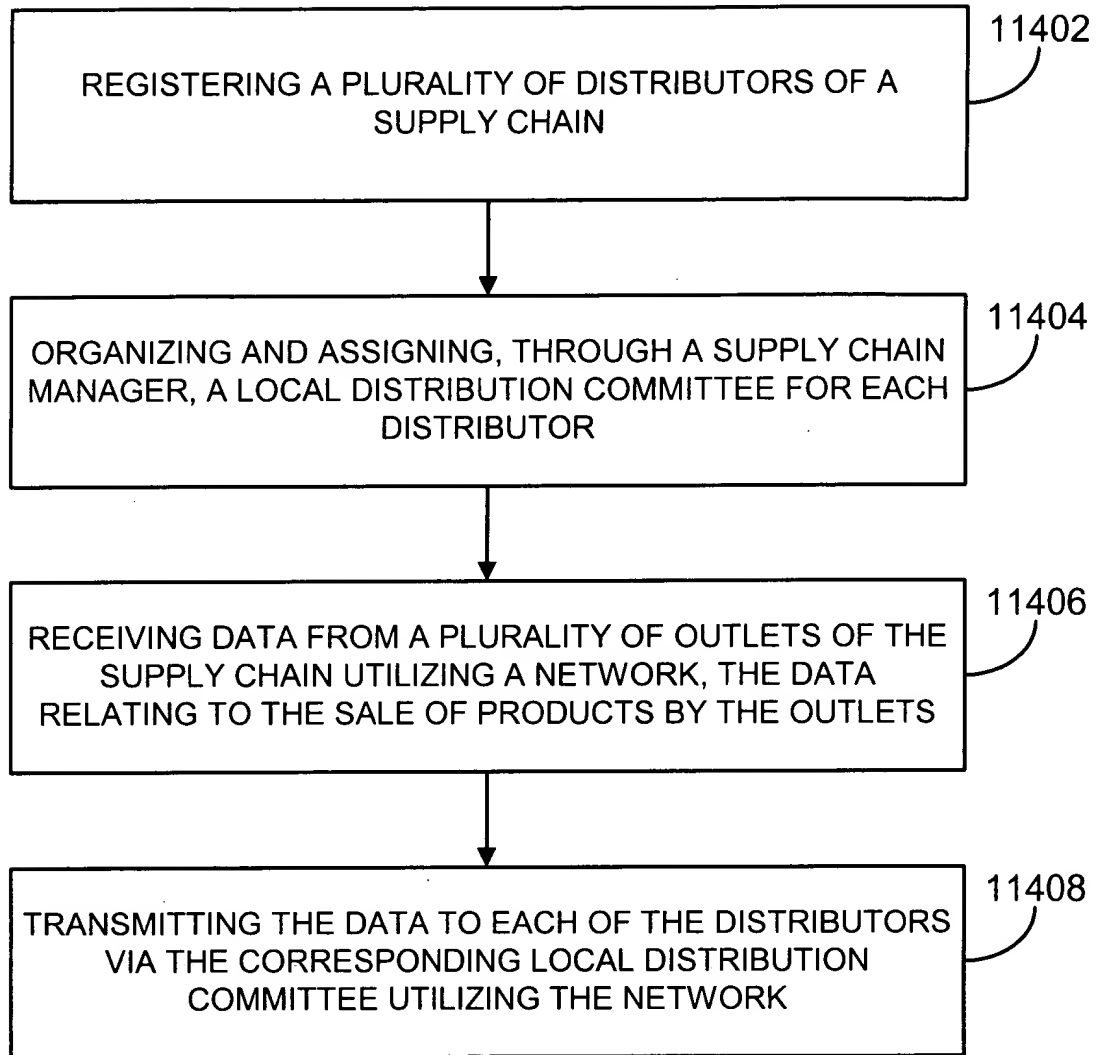 11402
REGISTERING A PLURALITY OF DISTRIBUTORS OF A
SUPPLY CHAIN
11404
ORGANIZING AND ASSIGNING, THROUGH A SUPPLY CHAIN
MANAGER, A LOCAL DISTRIBUTION COMMITTEE FOR EACH
DISTRIBUTOR
11406
RECEIVING DATA FROM A PLURALITY OF OUTLETS OF THE
SUPPLY CHAIN UTILIZING A NETWORK, THE DATA
RELATING TO THE SALE OF PRODUCTS BY THE OUTLETS
11408
TRANSMITTING THE DATA TO EACH OF THE DISTRIBUTORS
VIA THE CORRESPONDING LOCAL DISTRIBUTION
COMMITTEE UTILIZING THE NETWORK